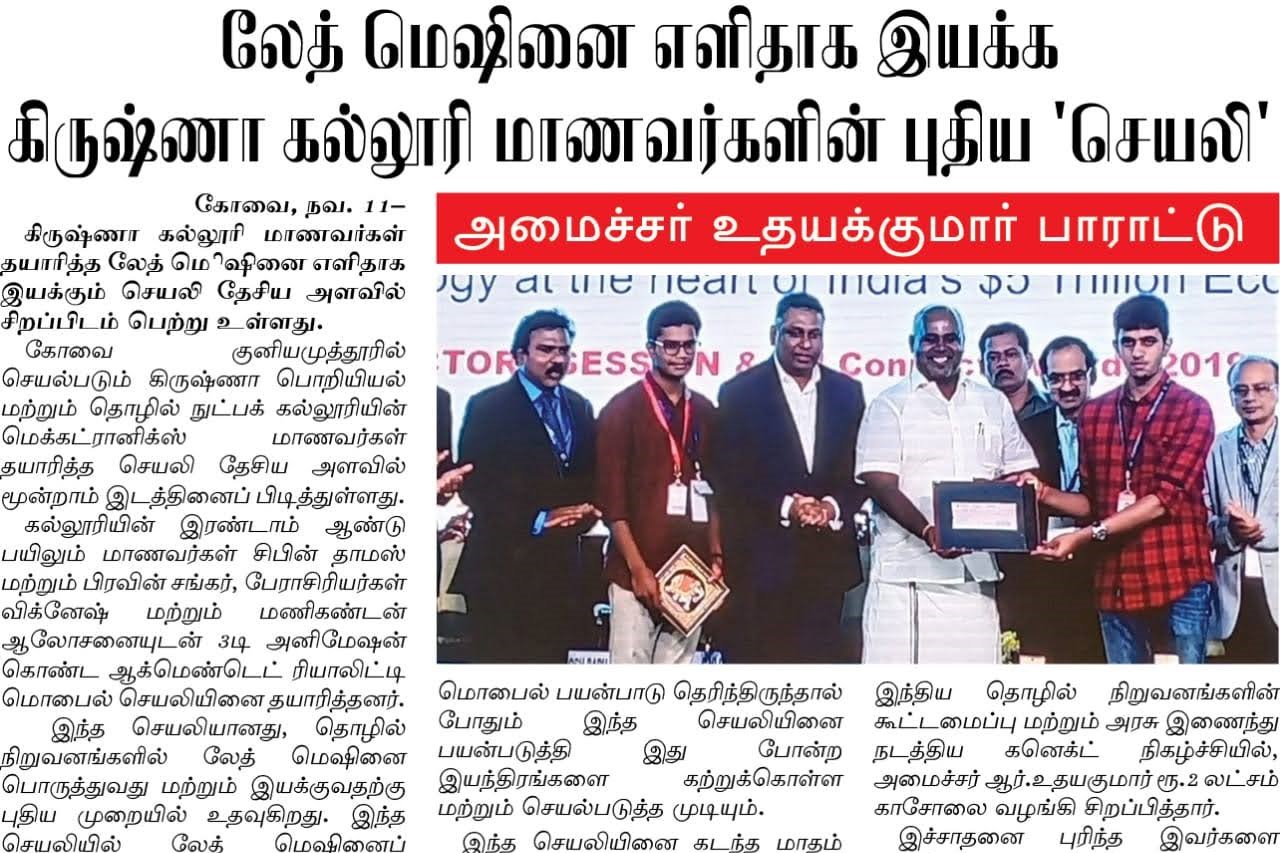 லேத் மெஷினை எளிதாக இயக்க
கிருஷ்ணா கல்லூரி மாணவர்களின் புதிய 'செயலி'
கோவை, நவ. 11–
கிருஷ்ணா கல்லூரி மாணவர்கள்
தயாரித்த லேத் மெிஷினை எளிதாக
இயக்கும் செயலி தேசிய அளவில்
சிறப்பிடம் பெற்று உள்ளது.
கோவை குனியமுத்தூரில்
செயல்படும் கிருஷ்ணா பொறியியல்
மற்றும் தொழில் நுட்பக் கல்லூரியின்
மெக்கட்ரானிக்ஸ் மாணவர்கள்
தயாரித்த செயலி தேசிய அளவில்
மூன்றாம் இடத்தினைப் பிடித்துள்ளது.
கல்லூரியின் இரண்டாம் ஆண்டு
பயிலும் மாணவர்கள் சிபின் தாமஸ்
மற்றும் பிரவின் சங்கர், பேராசிரியர்கள்
விக்னேஷ் மற்றும் மணிகண்டன்
ஆலோசனையுடன் 3டி அனிமேஷன்
கொண்ட ஆக்மெண்டெட் ரியாலிட்டி
மொபைல் செயலியினை தயாரித்தனர்.
இந்த செயலியானது, தொழில்
நிறுவனங்களில் லேத் மெஷினை
பொருத்துவது மற்றும் இயக்குவதற்கு
புதிய முறையில் உதவுகிறது. இந்த
செயலியில் லேத் மெஷினைப்
அமைச்சர் உதயக்குமார் பாராட்டு
ogy at the heart of India's $5 Trillion Eco
CTOR SESSION & Connect 2019
மொபைல் பயன்பாடு தெரிந்திருந்தால்
போதும் இந்த செயலியினை
பயன்படுத்தி இது போன்ற
இயந்திரங்களை கற்றுக்கொள்ள
மற்றும் செயல்படுத்த முடியும்.
இந்த செயலியினை கடந்த மாதம்
இந்திய தொழில் நிறுவனங்களின்
கூட்டமைப்பு மற்றும் அரசு இணைந்து
நடத்திய கனெக்ட் நிகழ்ச்சியில்,
அமைச்சர் ஆர்.உதயகுமார் ரூ.2 லட்சம்
காசோலை வழங்கி சிறப்பித்தார்.
இச்சாதனை புரிந்த இவர்களை